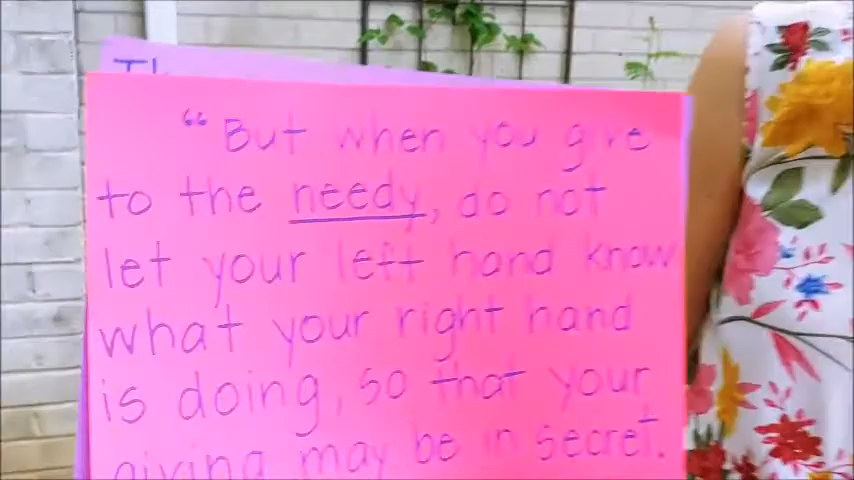 Th
“But when you give
to the needy, do not
let your left hand know
what your right hand
is doing, so that your
giving may be in secret.